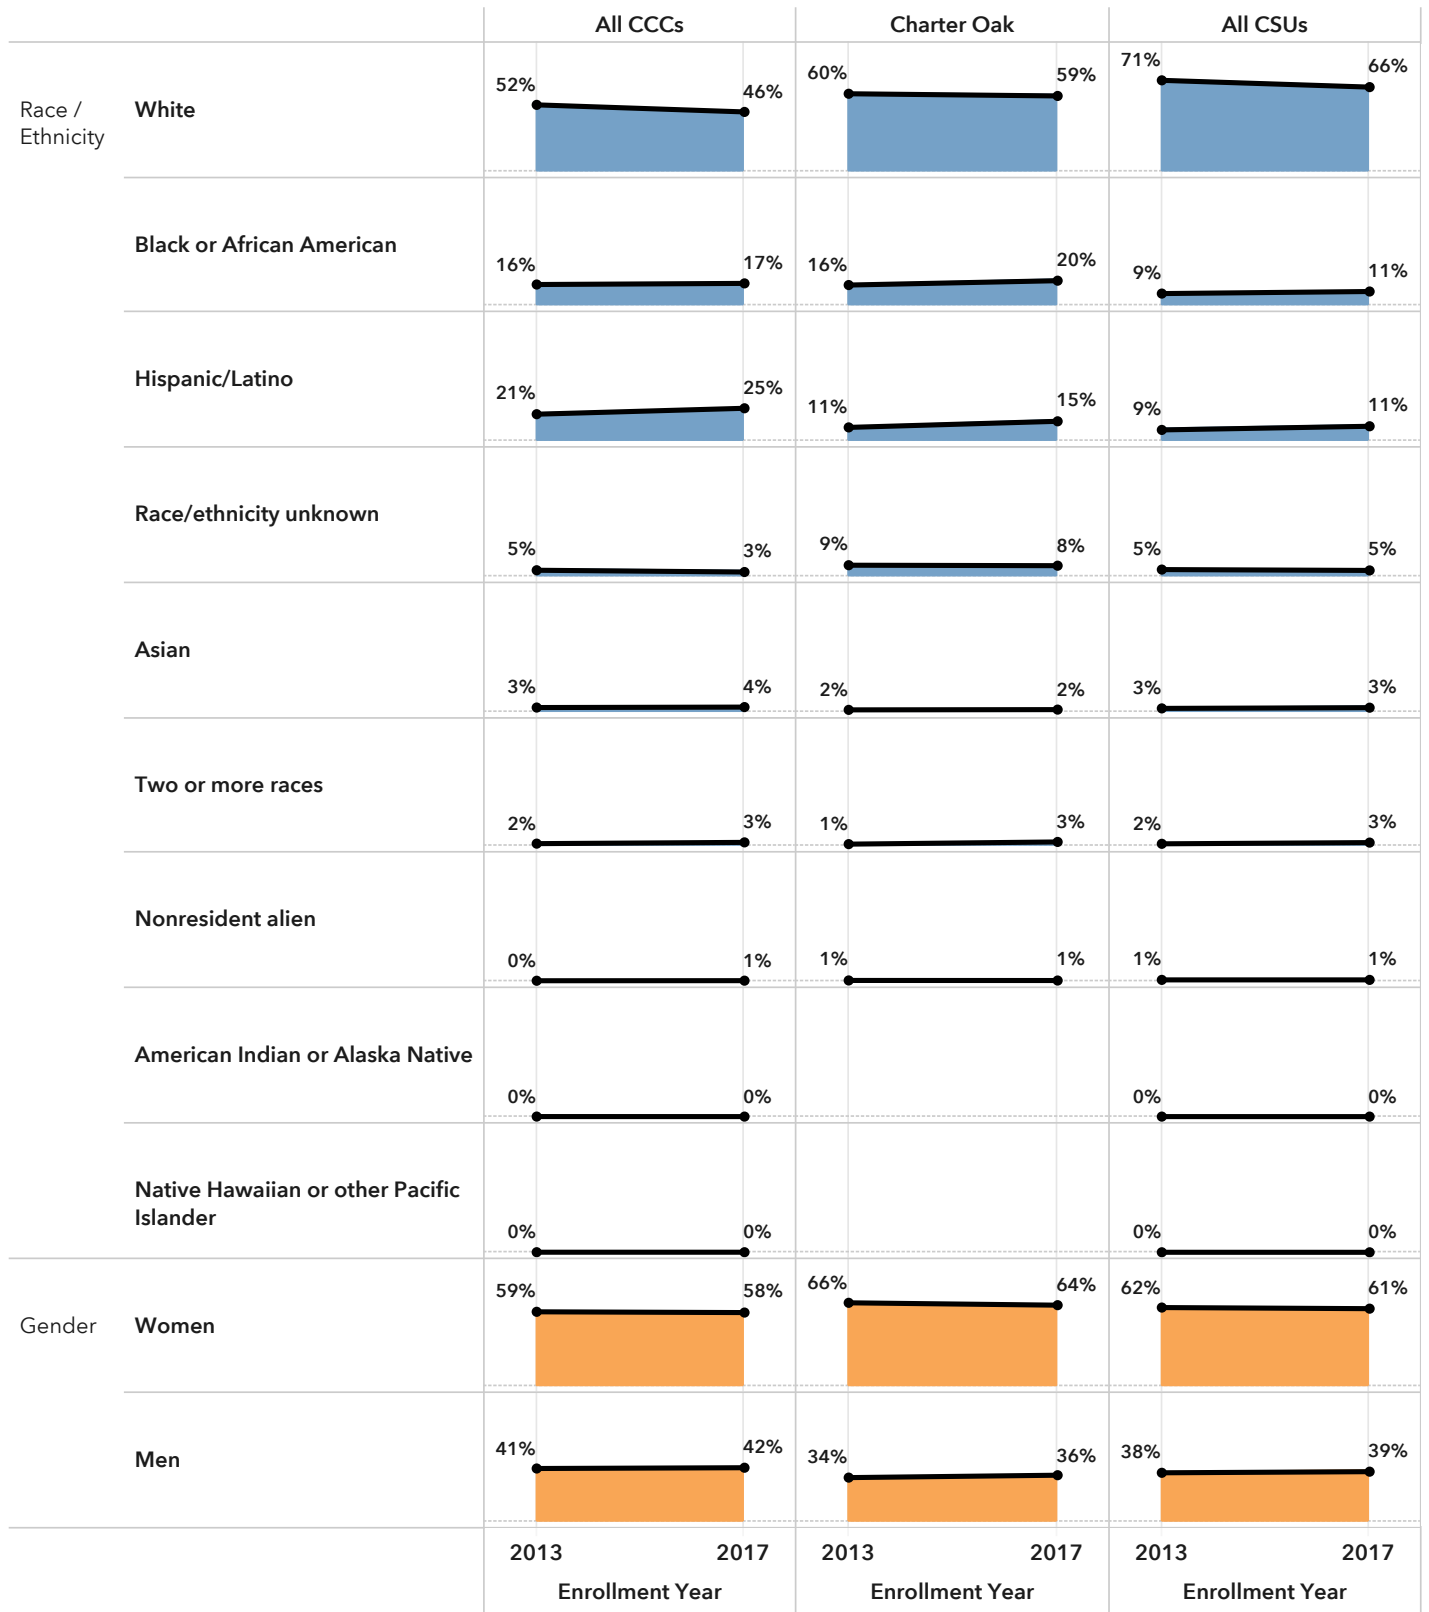 All CCCs Charter Oak All CSUs
Race / Ethnicity
White
52% 46% 60% 59% 71% 66%
Black or African American
16% 17% 16% 20% 9% 11%
Hispanic/Latino
21% 25% 11% 15% 9% 11%
Race/ethnicity unknown
5% 3% 9% 8% 5% 5%
Asian
3% 4% 2% 2% 3% 3%
Two or more races
2% 3% 1% 3% 2% 3%
Nonresident alien
0% 1% 1% 1% 1% 1%
American Indian or Alaska Native
0% 0% 0% 0%
Native Hawaiian or other Pacific
Islander
0% 0% 0% 0%
Gender
Women
59% 58% 66% 64% 62% 61%
Men
41% 42% 34% 36% 38% 39%
2013 2017 2013 2017 2013 2017
Enrollment Year Enrollment Year Enrollment Year